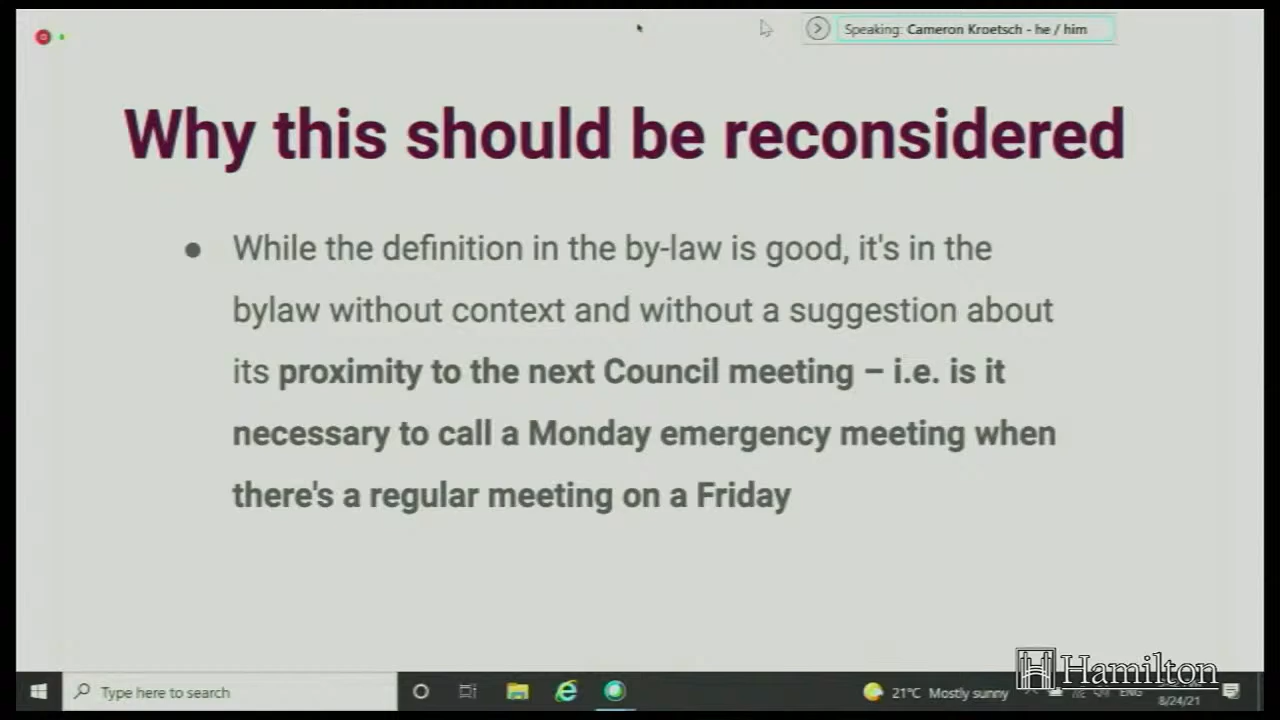 Speaking: Cameron Kroetsch - he / him
Why this should be reconsidered
While the definition in the by-law is good, it's in the
bylaw without context and without a suggestion about
its proximity to the next Council meeting – i.e. is it
necessary to call a Monday emergency meeting when
there's a regular meeting on a Friday
Hamilton
Type here to search
21°C Mostly sunny
ENG
8/24/21